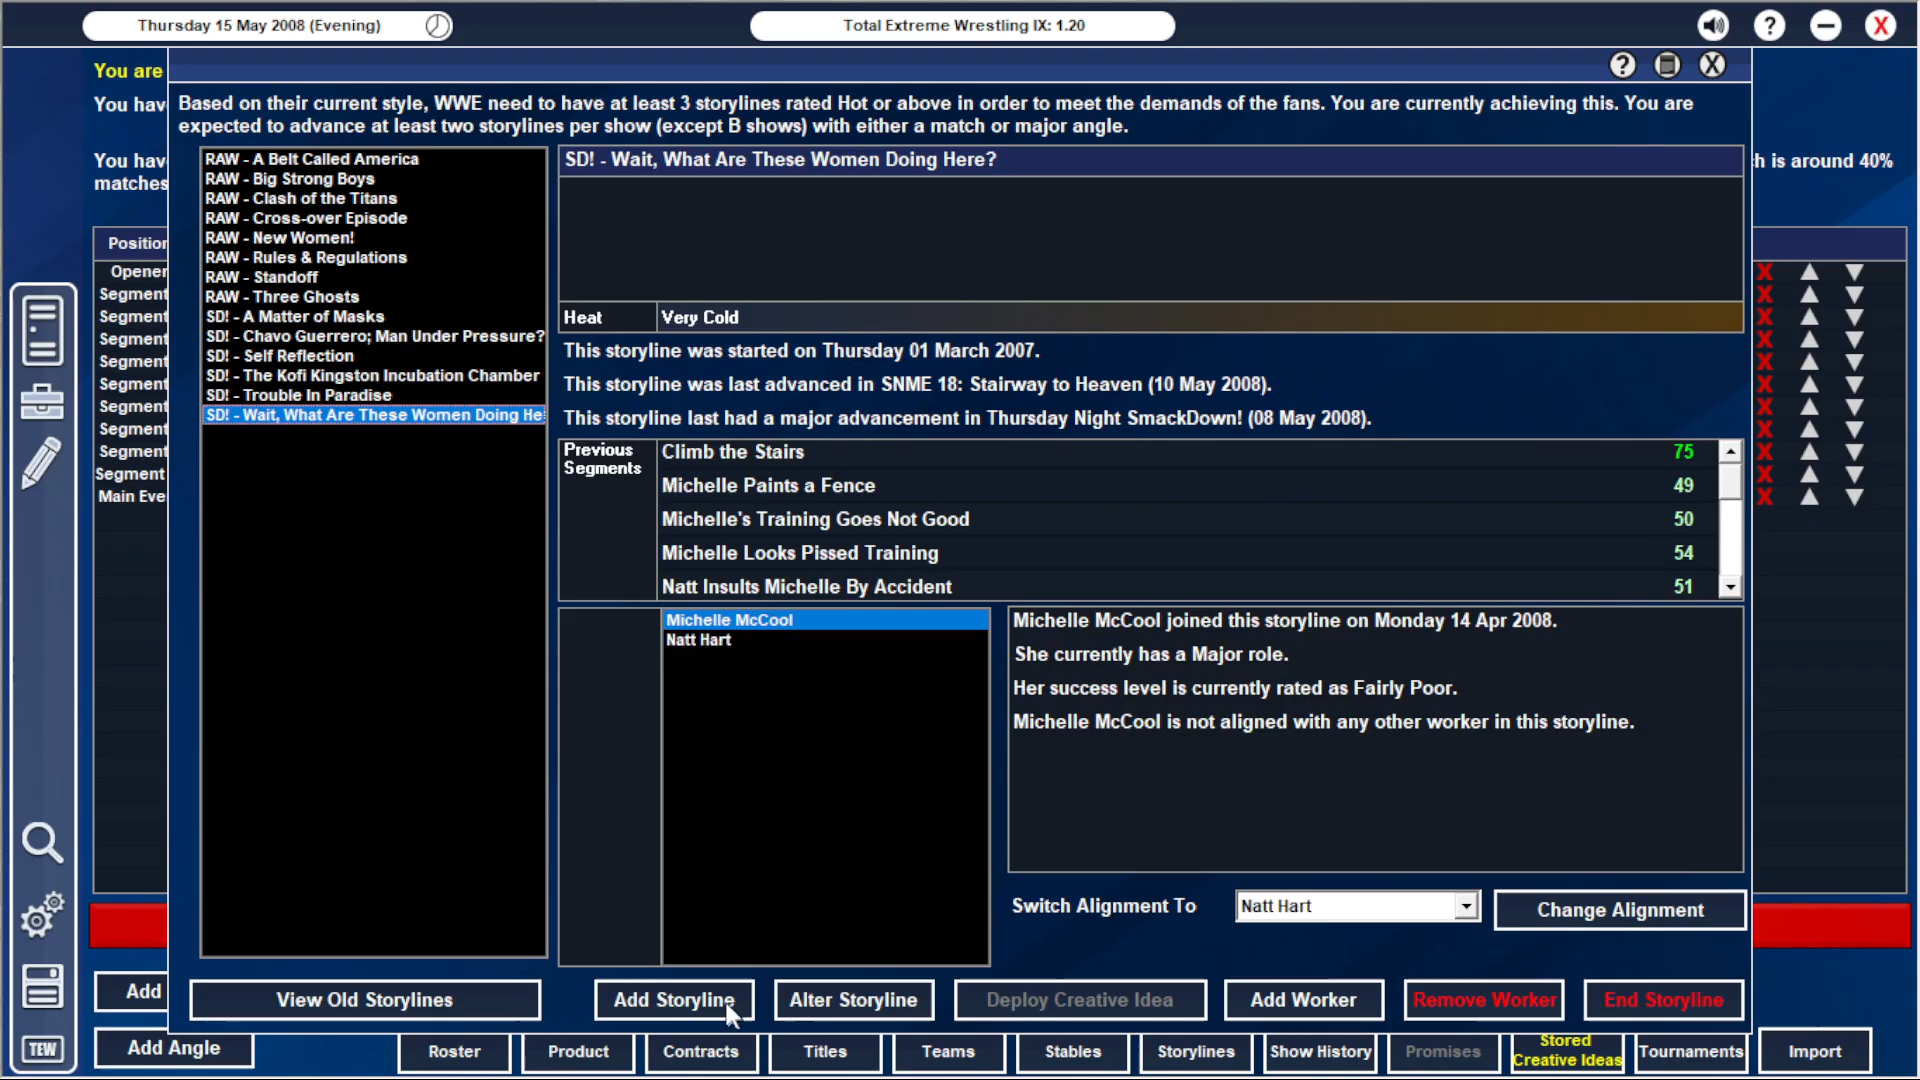 Thursday 15 May 2008 (Evening)
Total Extreme Wrestling IX: 1.20
? X
You are
? X
You hav
Based on their current style, WWE need to have at least 3 storylines rated Hot or above in order to meet the demands of the fans. You are currently achieving this. You are
expected to advance at least two storylines per show (except B shows) with either a match or major angle.
You hav
h is around 40%
matches
RAW - A Belt Called America
RAW - Big Strong Boys
RAW - Clash of the Titans
RAW - Cross-over Episode
RAW - New Women!
RAW - Rules & Regulations
RAW - Standoff
RAW - Three Ghosts
SD! - A Matter of Masks
SD! - Chavo Guerrero; Man Under Pressure?
SD! - Self Reflection
SD! - The Kofi Kingston Incubation Chamber
SD! - Trouble In Paradise
SD! - Wait, What Are These Women Doing He
SD! - Wait, What Are These Women Doing Here?
Heat Very Cold
This storyline was started on Thursday 01 March 2007.
This storyline was last advanced in SNME 18: Stairway to Heaven (10 May 2008).
This storyline last had a major advancement in Thursday Night SmackDown! (08 May 2008).
Previous
Segments
Climb the Stairs 75
Michelle Paints a Fence 49
Michelle's Training Goes Not Good 50
Michelle Looks Pissed Training 54
Natt Insults Michelle By Accident 51
Michelle McCool
Natt Hart
Michelle McCool joined this storyline on Monday 14 Apr 2008.
She currently has a Major role.
Her success level is currently rated as Fairly Poor.
Michelle McCool is not aligned with any other worker in this storyline.
Switch Alignment To Natt Hart Change Alignment
Position
Opener X
Segment X
Segment X
Segment X
Segment X
Segment X
Segment X
Segment X
Segment X
Segment X
Main Eve X
Add
View Old Storylines Add Storyline Alter Storyline Deploy Creative Idea Add Worker Remove Worker End Storyline
TEW
Add Angle Roster Product Contracts Titles Teams Stables Storylines Show History Promises Stored
Creative Ideas Tournaments Import